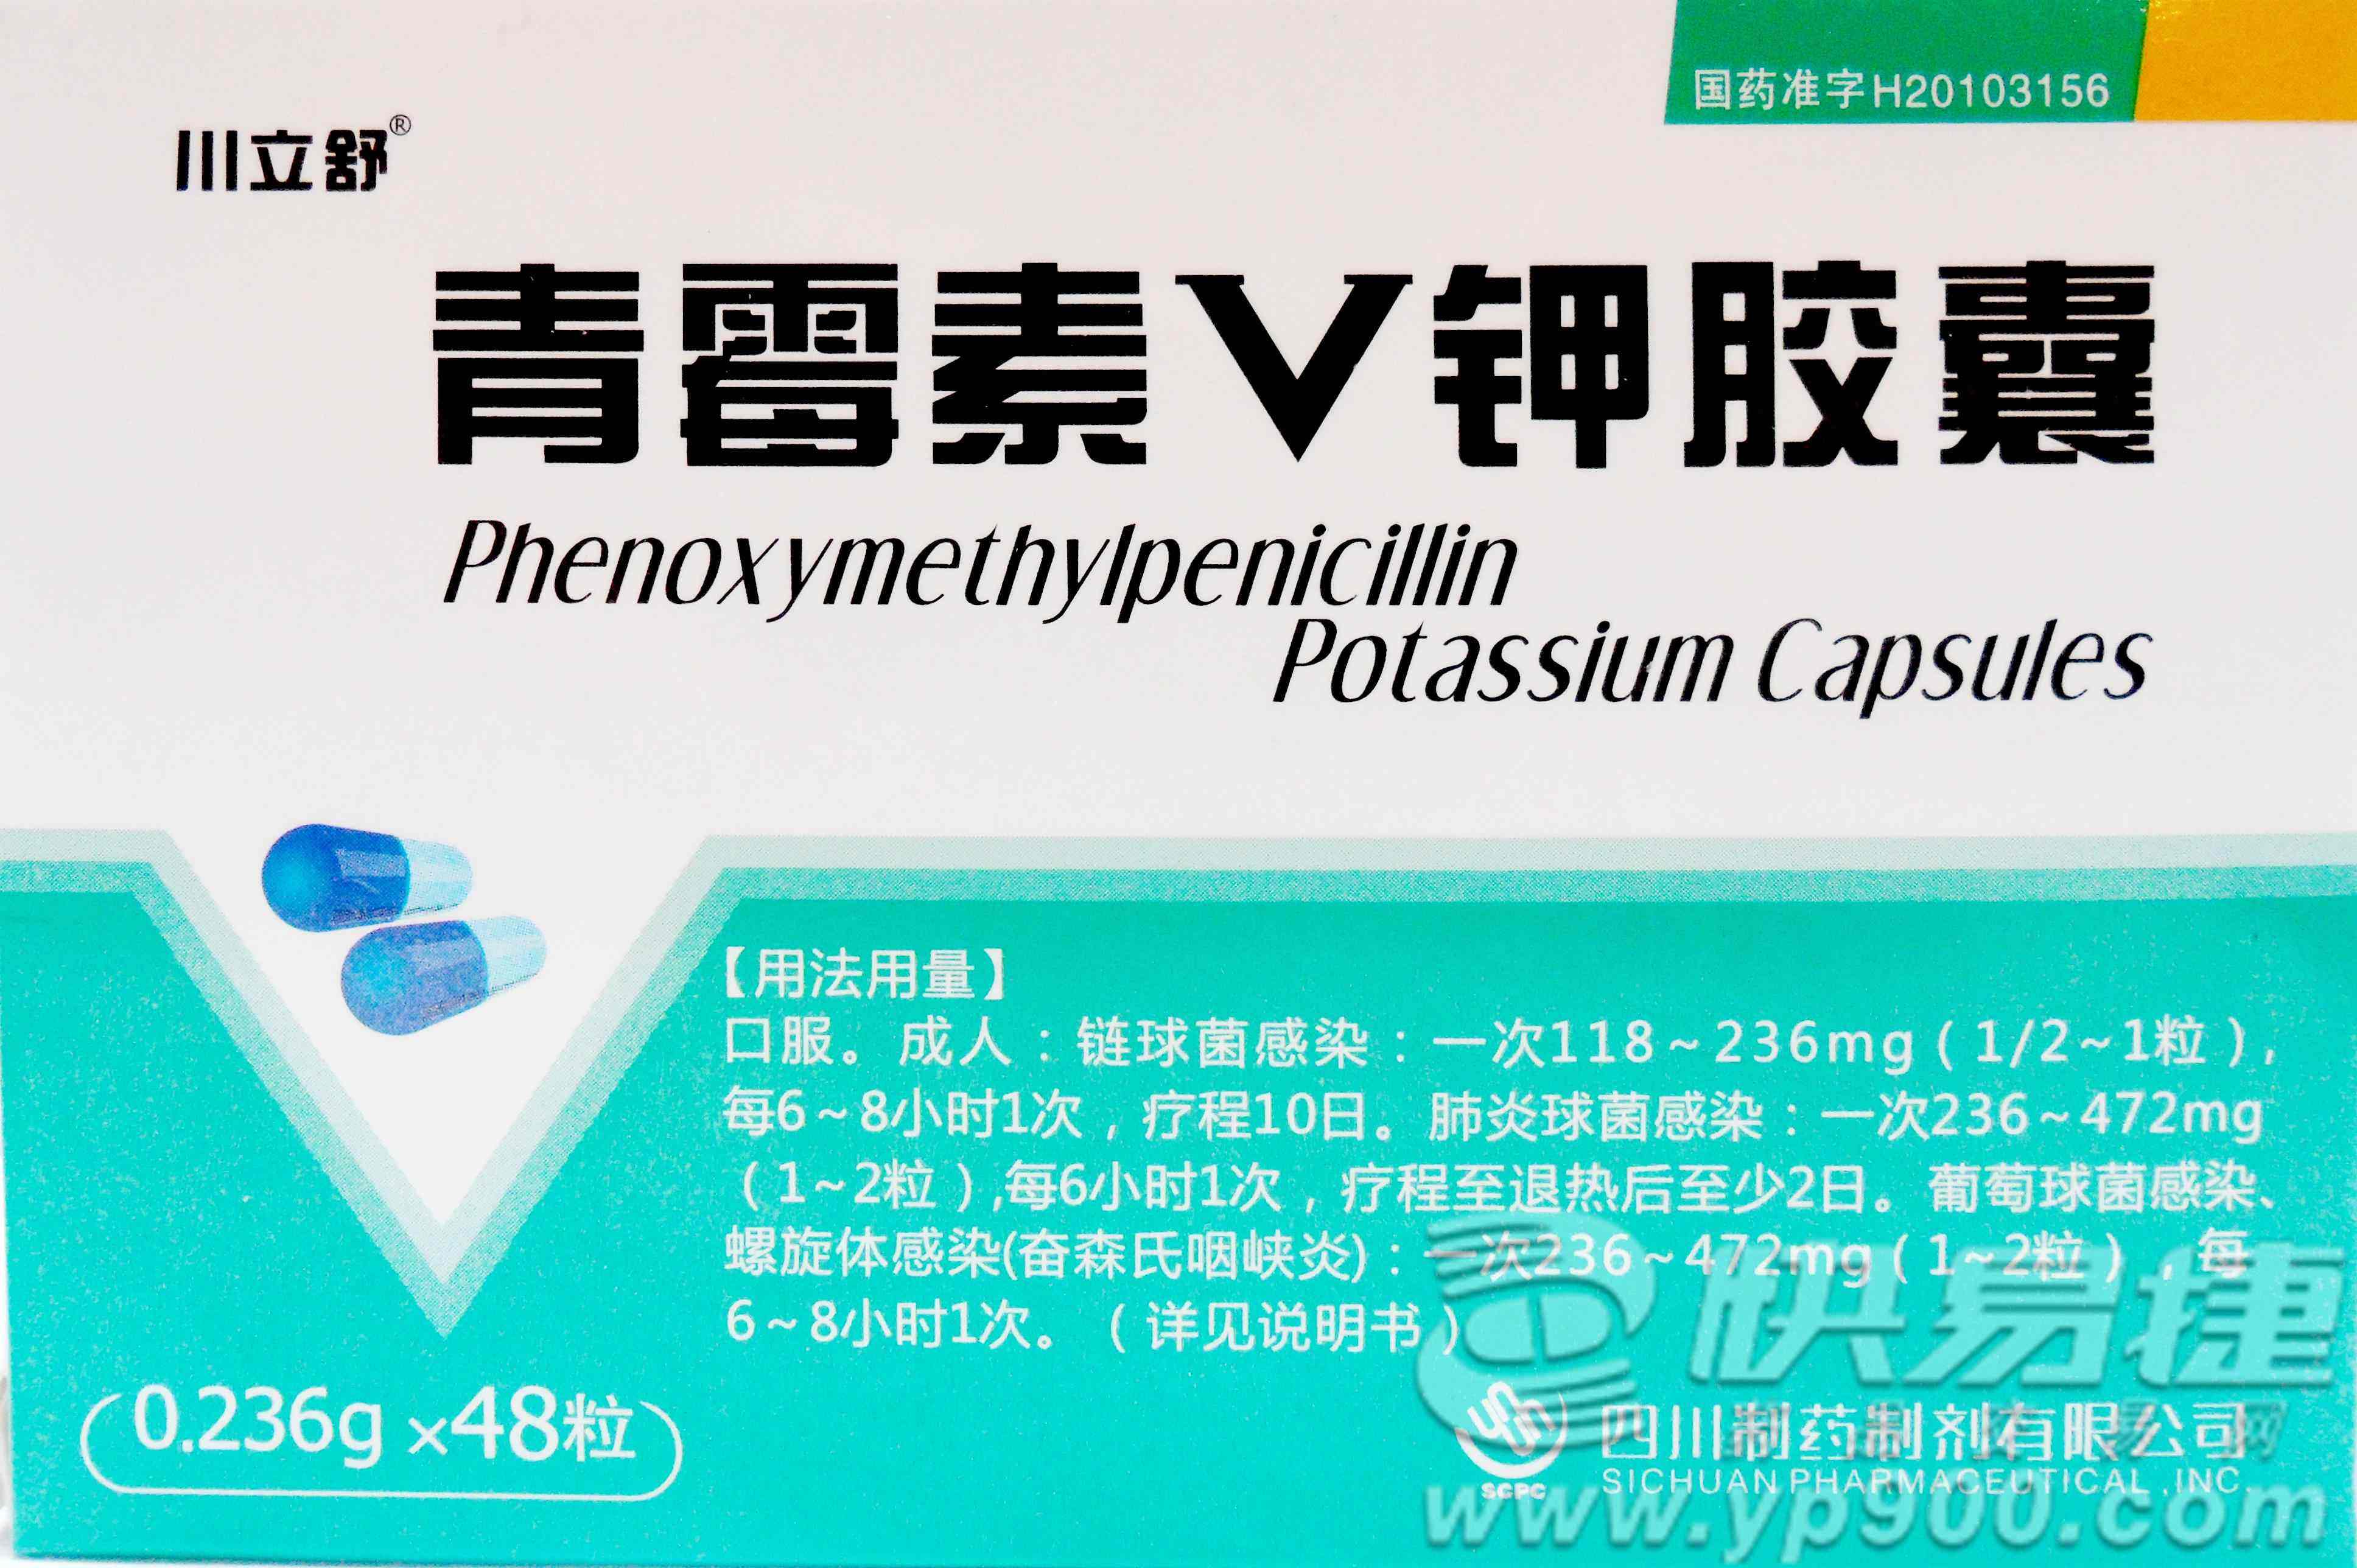 国药准字H20103156
川立舒®
青霉素V钾胶囊
Phenoxymethylpenicillin
Potassium Capsules
【用法用量】
口服。成人：链球菌感染：一次118~236mg（1/2~1粒），
每6~8小时1次，疗程10日。肺炎球菌感染：一次236~472mg
（1~2粒）,每6小时1次，疗程至退热后至少2日。葡萄球菌感染、
螺旋体感染(奋森氏咽峡炎)：一次236~472mg（1~2粒），每
6~8小时1次。（详见说明书）
0.236g×48粒
快易捷
四川制药制剂有限公司
SICHUAN PHARMACEUTICAL,INC.
SGPC
www.yp900.com